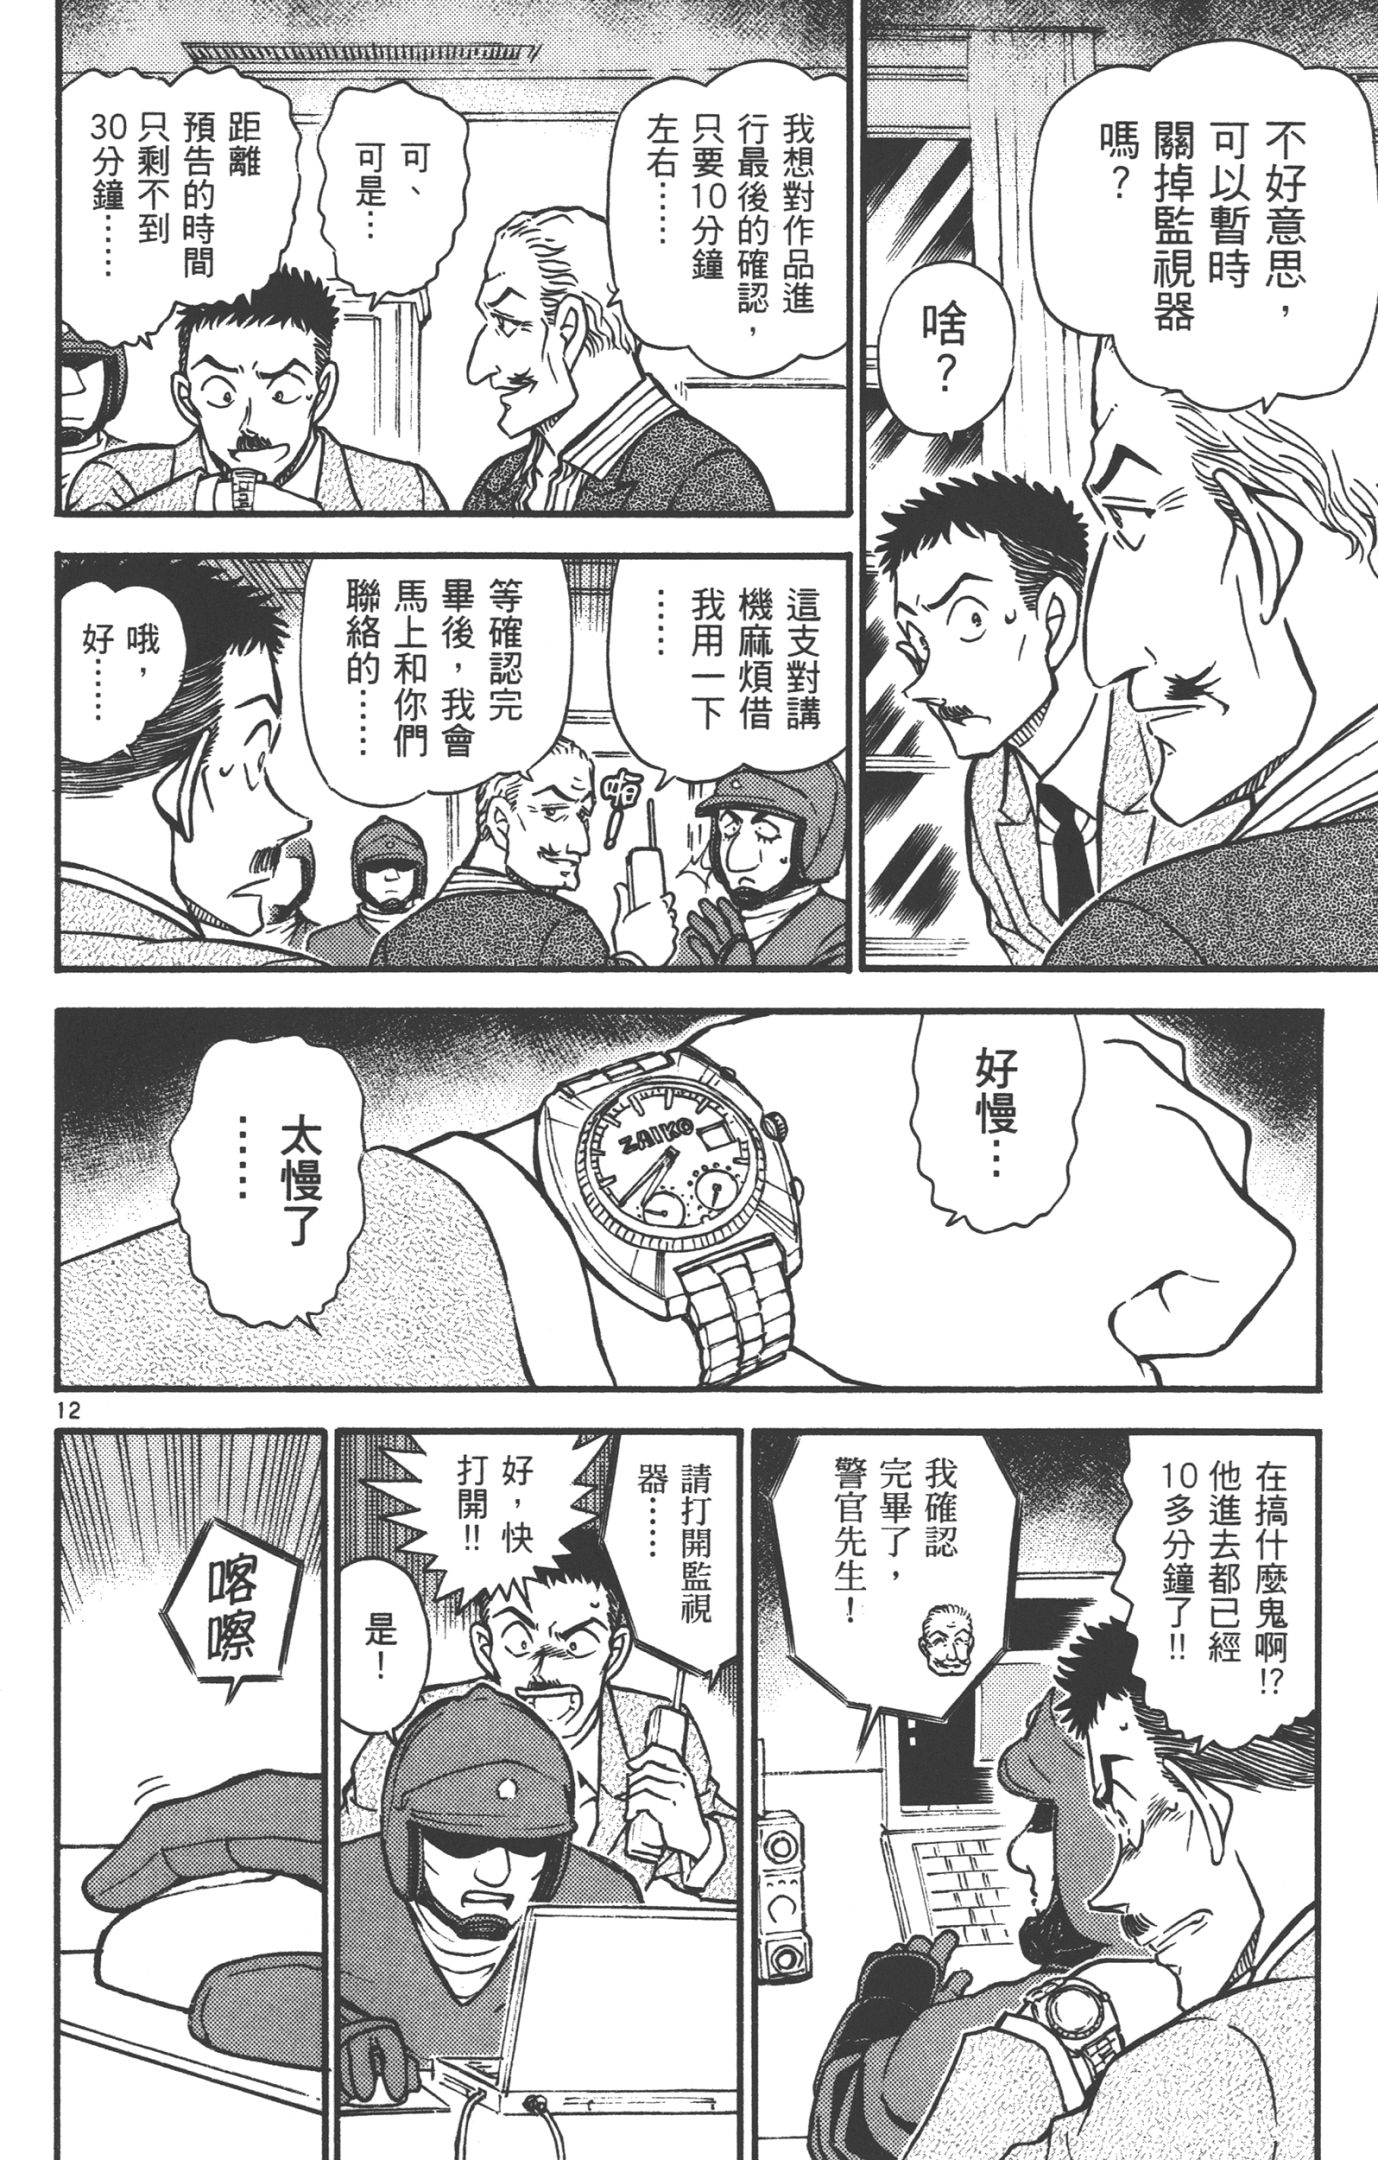 不好意思，
可以暫時
關掉監視器
嗎？
啥？
我想對作品進
行最後的確認，
只要10分鐘
左右……
可、
可是…
距離
預告的時間
只剩不到
30分鐘……
這支對講
機麻煩借
我用一下
……
啪！
等確認完
畢後，我會
馬上和你們
聯絡的……
哦，
好……
好慢…
太慢了
……
ZAIKO
12
在搞什麼鬼啊!?
他進去都已經
10多分鐘了!!
我確認
完畢了，
警官先生！
請打開監視
器……
好，快
打開!!
是！
喀嚓